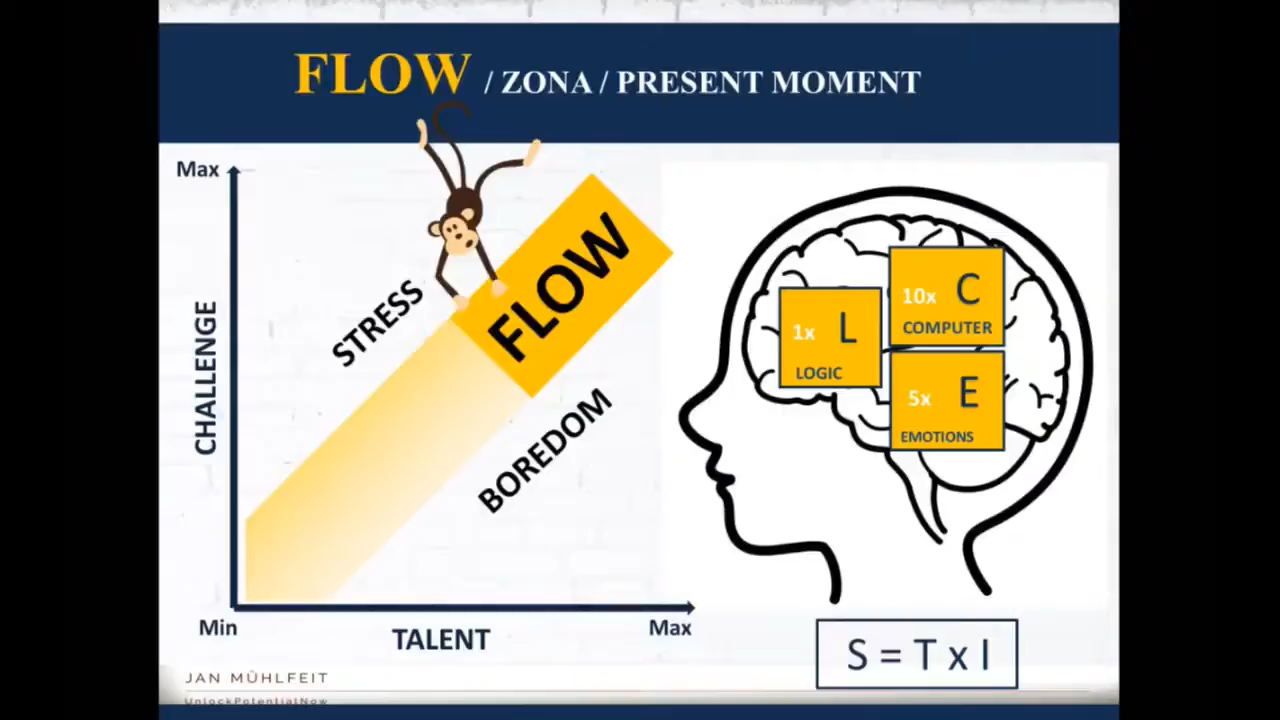 FLOW / ZONA / PRESENT MOMENT
Max
CHALLENGE
STRESS
FLOW
BOREDOM
Min
TALENT
Max
1x L
LOGIC
10x C
COMPUTER
5x E
EMOTIONS
S = T x I
JAN MÜHLFEIT
UnlockPotentialNow